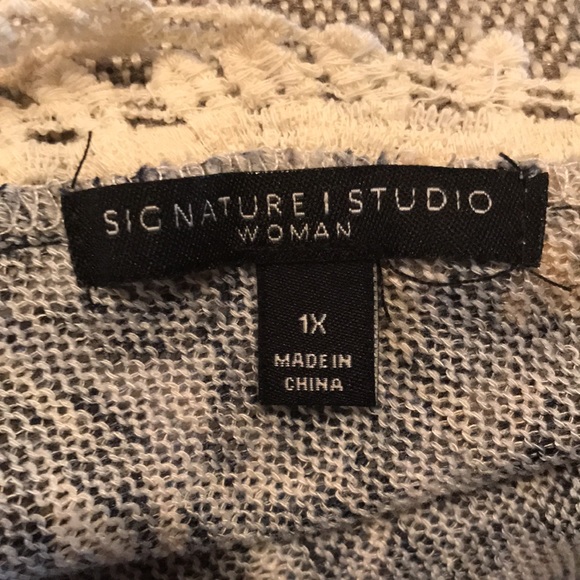 SIGNATURE | STUDIO
WOMAN
1X
MADE IN
CHINA